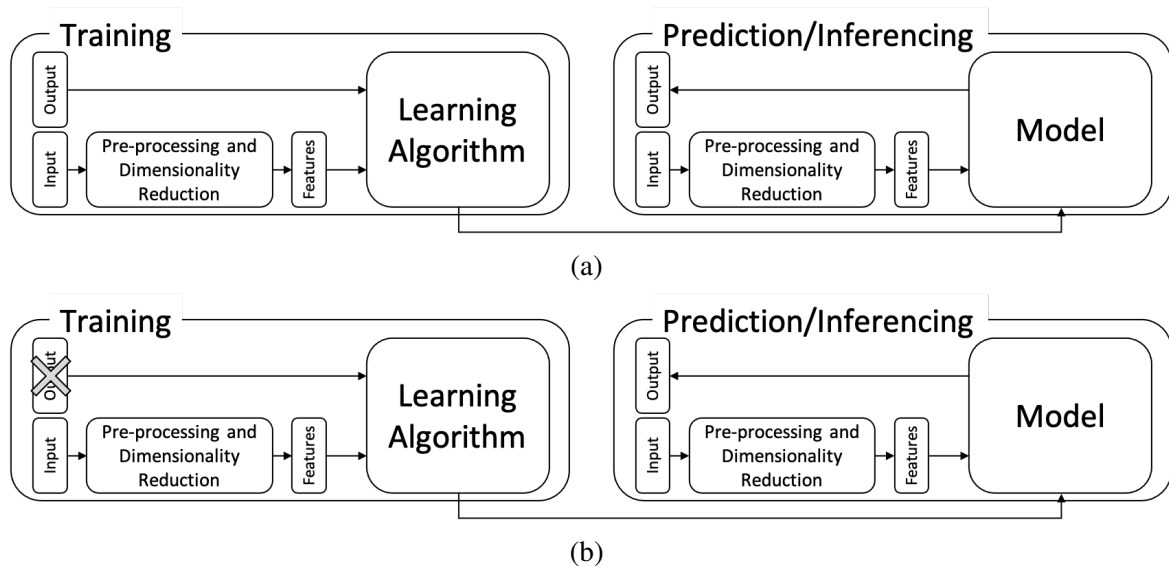 Training
Output
Input
Pre-processing and
Dimensionality
Reduction
Features
Learning
Algorithm
Prediction/Inferencing
Output
Input
Pre-processing and
Dimensionality
Reduction
Features
Model
(a)
Training
Output
Input
Pre-processing and
Dimensionality
Reduction
Features
Learning
Algorithm
Prediction/Inferencing
Output
Input
Pre-processing and
Dimensionality
Reduction
Features
Model
(b)